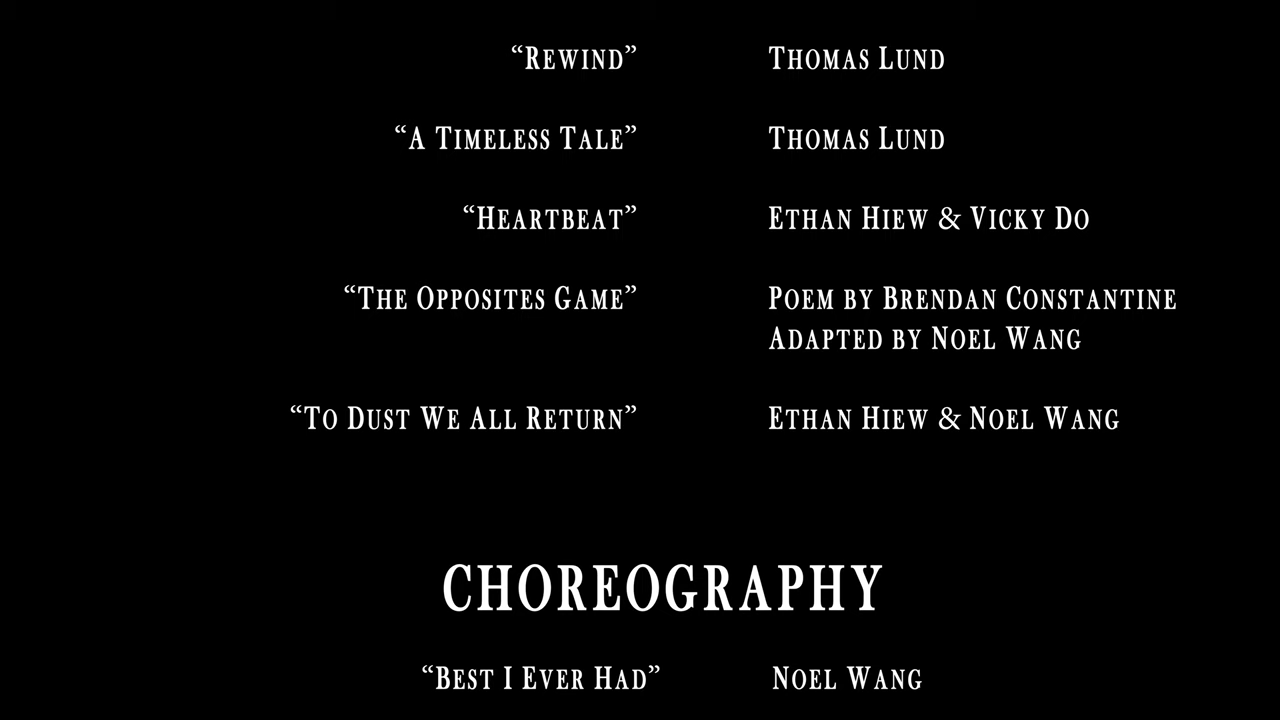 “REWIND” THOMAS LUND
“A TIMELESS TALE” THOMAS LUND
“HEARTBEAT” ETHAN HIEW & VICKY DO
“THE OPPOSITES GAME” POEM BY BRENDAN CONSTANTINE
ADAPTED BY NOEL WANG
“TO DUST WE ALL RETURN” ETHAN HIEW & NOEL WANG
CHOREOGRAPHY
“BEST I EVER HAD” NOEL WANG